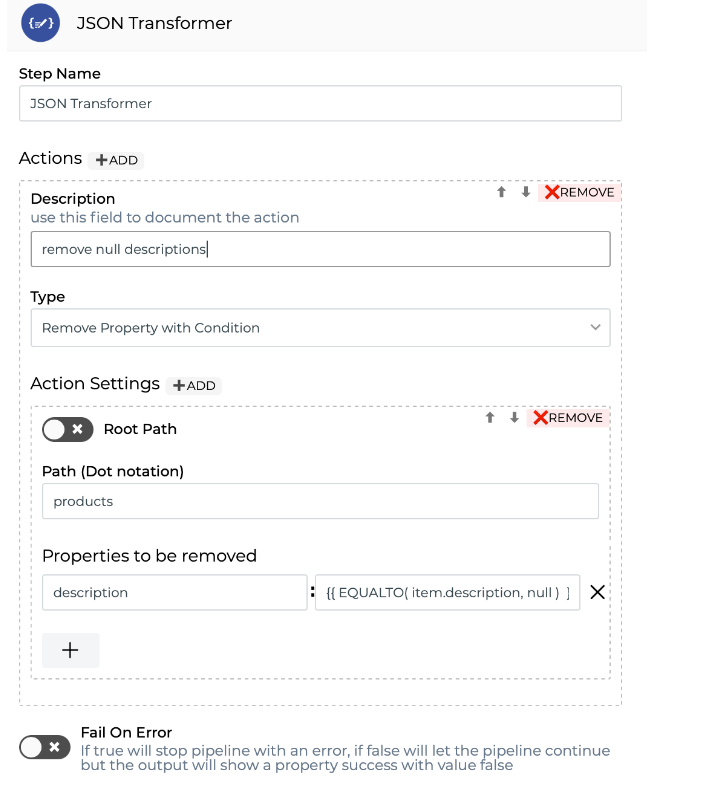 JSON Transformer
Step Name
JSON Transformer
Actions +ADD
REMOVE
Description
use this field to document the action
remove null descriptions
Type
Remove Property with Condition
Action Settings +ADD
REMOVE
Root Path
Path (Dot notation)
products
Properties to be removed
description : {{ EQUALTO( item.description, null ) }
+
Fail On Error
If true will stop pipeline with an error, if false will let the pipeline continue
but the output will show a property success with value false